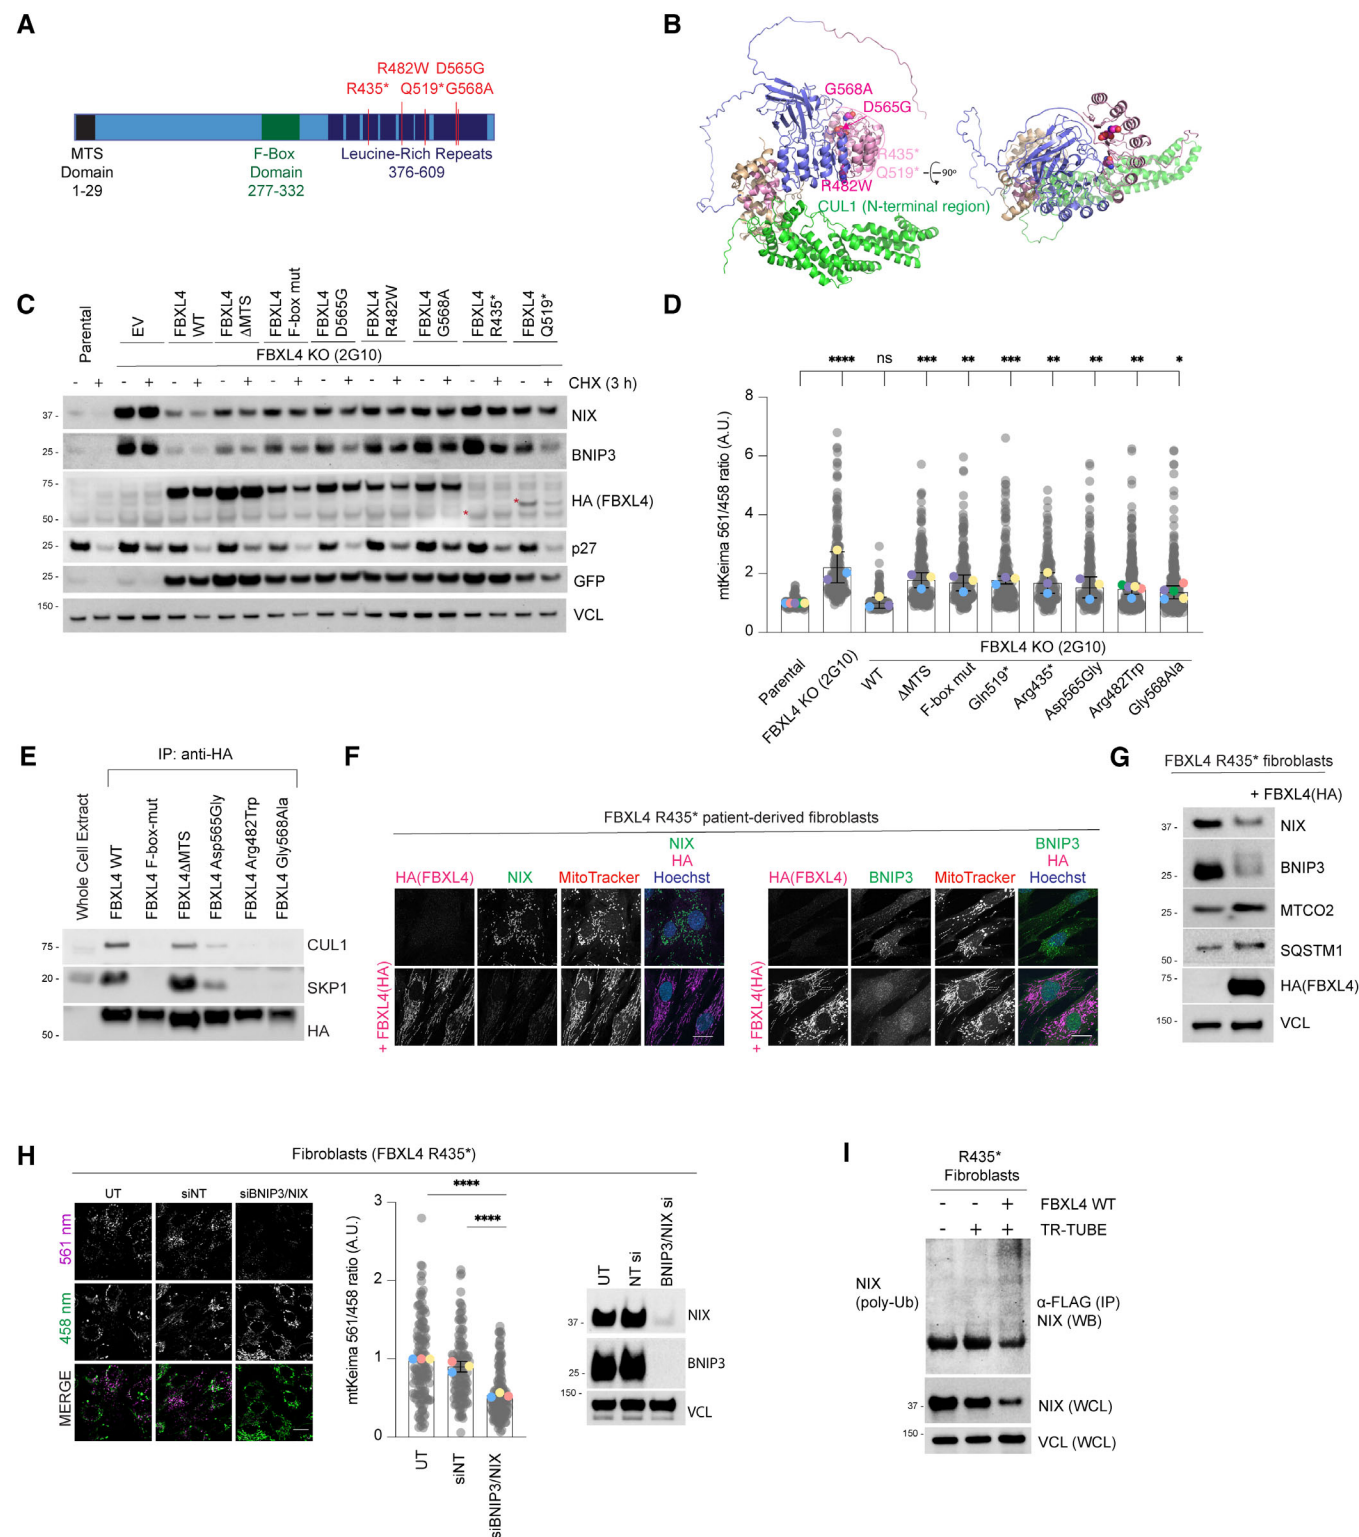 A
R482W D565G
R435* Q519* G568A
MTS
Domain
1-29
F-Box
Domain
277-332
Leucine-Rich Repeats
376-609
B
G568A
D565G
R435*
Q519*
R482W
90º
CUL1 (N-terminal region)
C
Parental
EV
FBXL4 WT
FBXL4 ΔMTS
FBXL4 F-box mut
FBXL4 D565G
FBXL4 R482W
FBXL4 G568A
FBXL4 R435*
FBXL4 Q519*
FBXL4 KO (2G10)
- + - + - + - + - + - + - + - + - + - + CHX (3 h)
37 - NIX
25 - BNIP3
75 -
* * HA (FBXL4)
50 -
25 - p27
25 - GFP
150 -
VCL
D
**** ns *** ** *** ** ** ** *
mtKeima 561/458 ratio (A.U.)
8
6
4
2
0
FBXL4 KO (2G10)
Parental
FBXL4 KO (2G10)
WT
ΔMTS
F-box mut
Gln519*
Arg435*
Asp565Gly
Arg482Trp
Gly568Ala
E
IP: anti-HA
Whole Cell Extract
FBXL4 WT
FBXL4 F-box-mut
FBXL4ΔMTS
FBXL4 Asp565Gly
FBXL4 Arg482Trp
FBXL4 Gly568Ala
75 - CUL1
20 - SKP1
HA
50 -
F
FBXL4 R435* patient-derived fibroblasts
NIX
HA
HA(FBXL4) NIX MitoTracker Hoechst
+ FBXL4(HA)
BNIP3
HA
HA(FBXL4) BNIP3 MitoTracker Hoechst
+ FBXL4(HA)
G
FBXL4 R435* fibroblasts
+ FBXL4(HA)
37 - NIX
BNIP3
25 -
MTCO2
25 -
SQSTM1
50 -
75 -
HA(FBXL4)
150 - VCL
H
Fibroblasts (FBXL4 R435*)
UT siNT siBNIP3/NIX
561 nm
458 nm
MERGE
mtKeima 561/458 ratio (A.U.)
****
****
3
2
1
0
UT
siNT
siBNIP3/NIX
UT
NT si
BNIP3/NIX si
NIX
37 -
BNIP3
25 -
150 -
VCL
I
R435*
Fibroblasts
- - + FBXL4 WT
- + + TR-TUBE
NIX
(poly-Ub)
α-FLAG (IP)
NIX (WB)
37 - NIX (WCL)
150 - VCL (WCL)